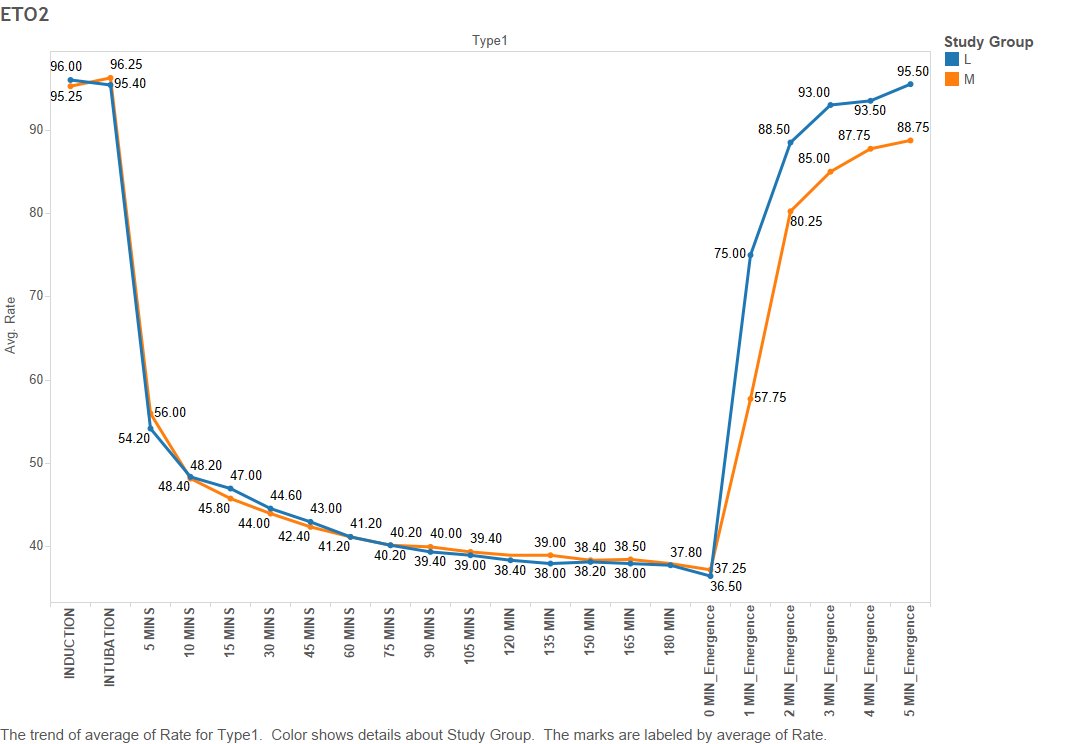 ETO2
Type1
Study Group
L
M
Avg. Rate
90
80
70
60
50
40
96.00
95.25
96.25
95.40
56.00
54.20
48.20
48.40
47.00
45.80
44.60
44.00
43.00
42.40
41.20
41.20
40.20
40.20
40.00
39.40
39.40
39.00
38.40
39.00
38.00
38.40
38.20
38.50
38.00
37.80
37.25
36.50
75.00
57.75
88.50
80.25
93.00
85.00
93.50
87.75
95.50
88.75
INDUCTION
INTUBATION
5 MINS
10 MINS
15 MINS
30 MINS
45 MINS
60 MINS
75 MINS
90 MINS
105 MINS
120 MIN
135 MIN
150 MIN
165 MIN
180 MIN
0 MIN_Emergence
1 MIN_Emergence
2 MIN_Emergence
3 MIN_Emergence
4 MIN_Emergence
5 MIN_Emergence
The trend of average of Rate for Type1. Color shows details about Study Group. The marks are labeled by average of Rate.